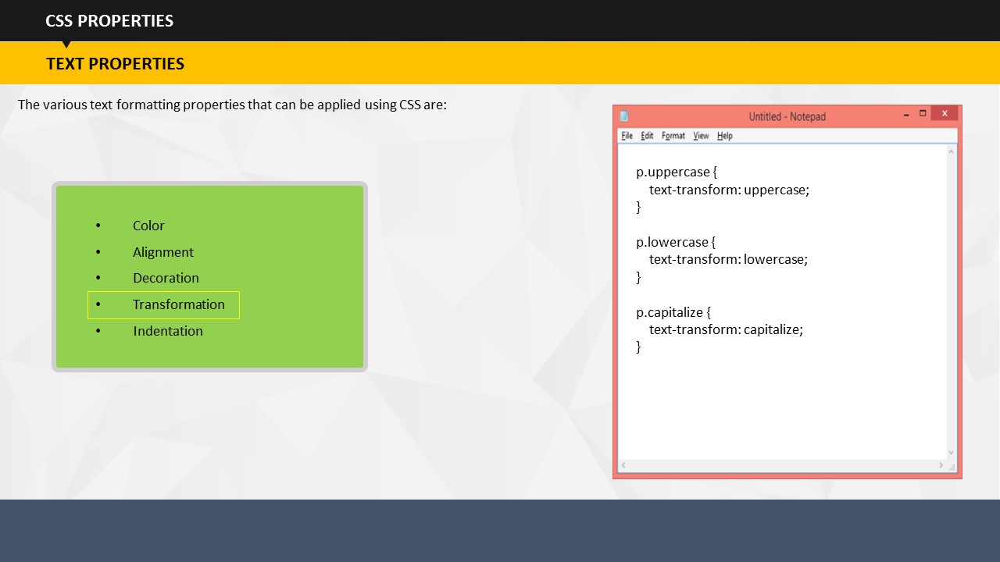 CSS PROPERTIES
TEXT PROPERTIES
The various text formatting properties that can be applied using CSS are:
• Color
• Alignment
• Decoration
• Transformation
• Indentation
Untitled - Notepad
File Edit Format View Help
p.uppercase {
    text-transform: uppercase;
}
p.lowercase {
    text-transform: lowercase;
}
p.capitalize {
    text-transform: capitalize;
}